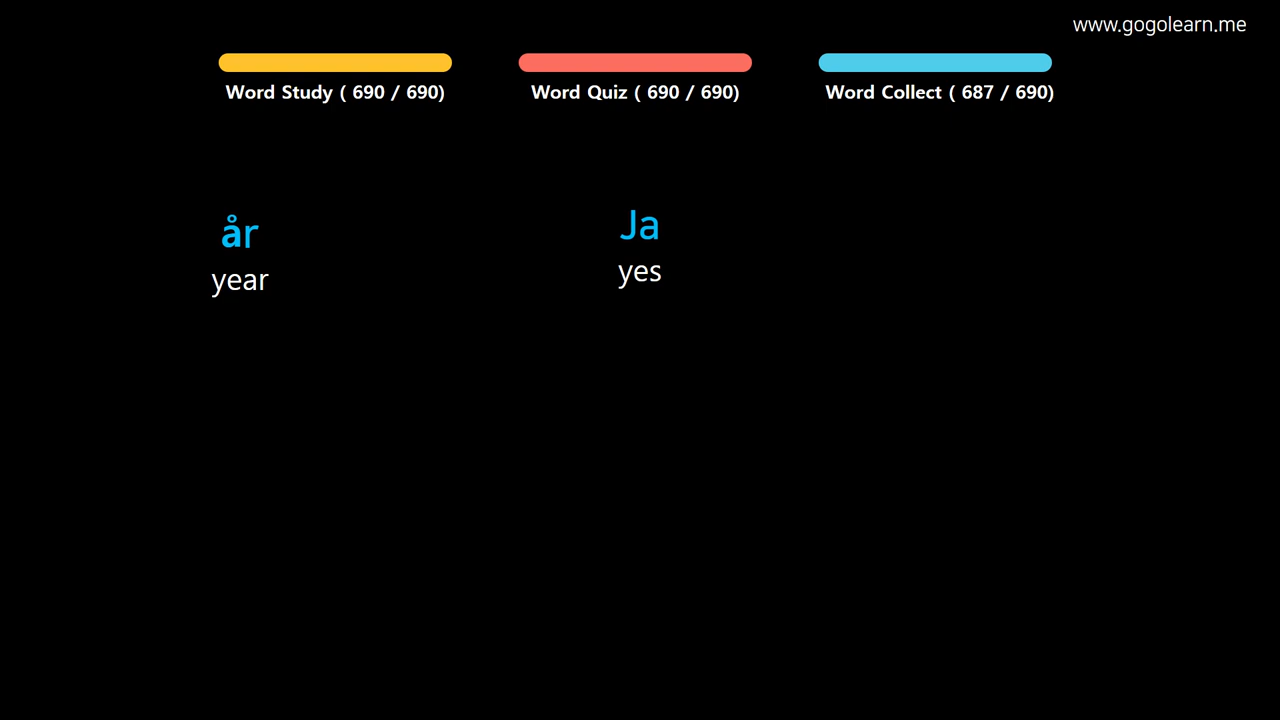 www.gogolearn.me
Word Study ( 690 / 690)
Word Quiz ( 690 / 690)
Word Collect ( 687 / 690)
år
year
Ja
yes